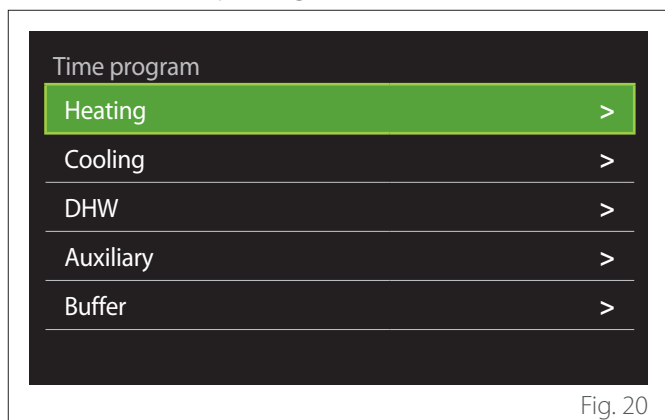 Time program
Heating >
Cooling >
DHW >
Auxiliary >
Buffer >
Fig. 20